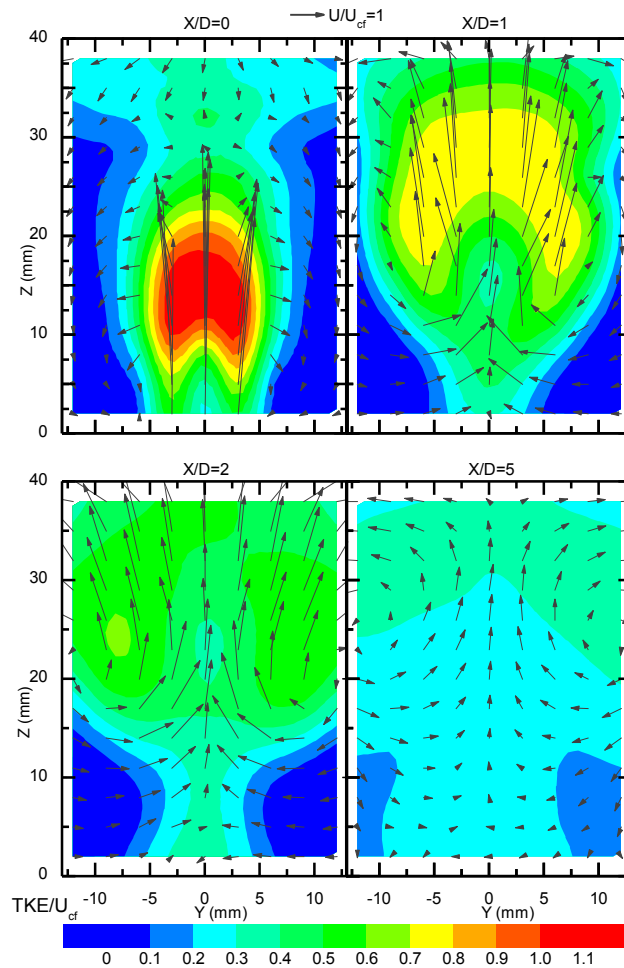 U/U_cf=1
X/D=0
X/D=1
40
30
20
10
0
Z (mm)
X/D=2
X/D=5
40
30
20
10
0
Z (mm)
-10 -5 0 5 10 -10 -5 0 5 10
Y (mm) Y (mm)
TKE/U_cf
0 0.1 0.2 0.3 0.4 0.5 0.6 0.7 0.8 0.9 1.0 1.1